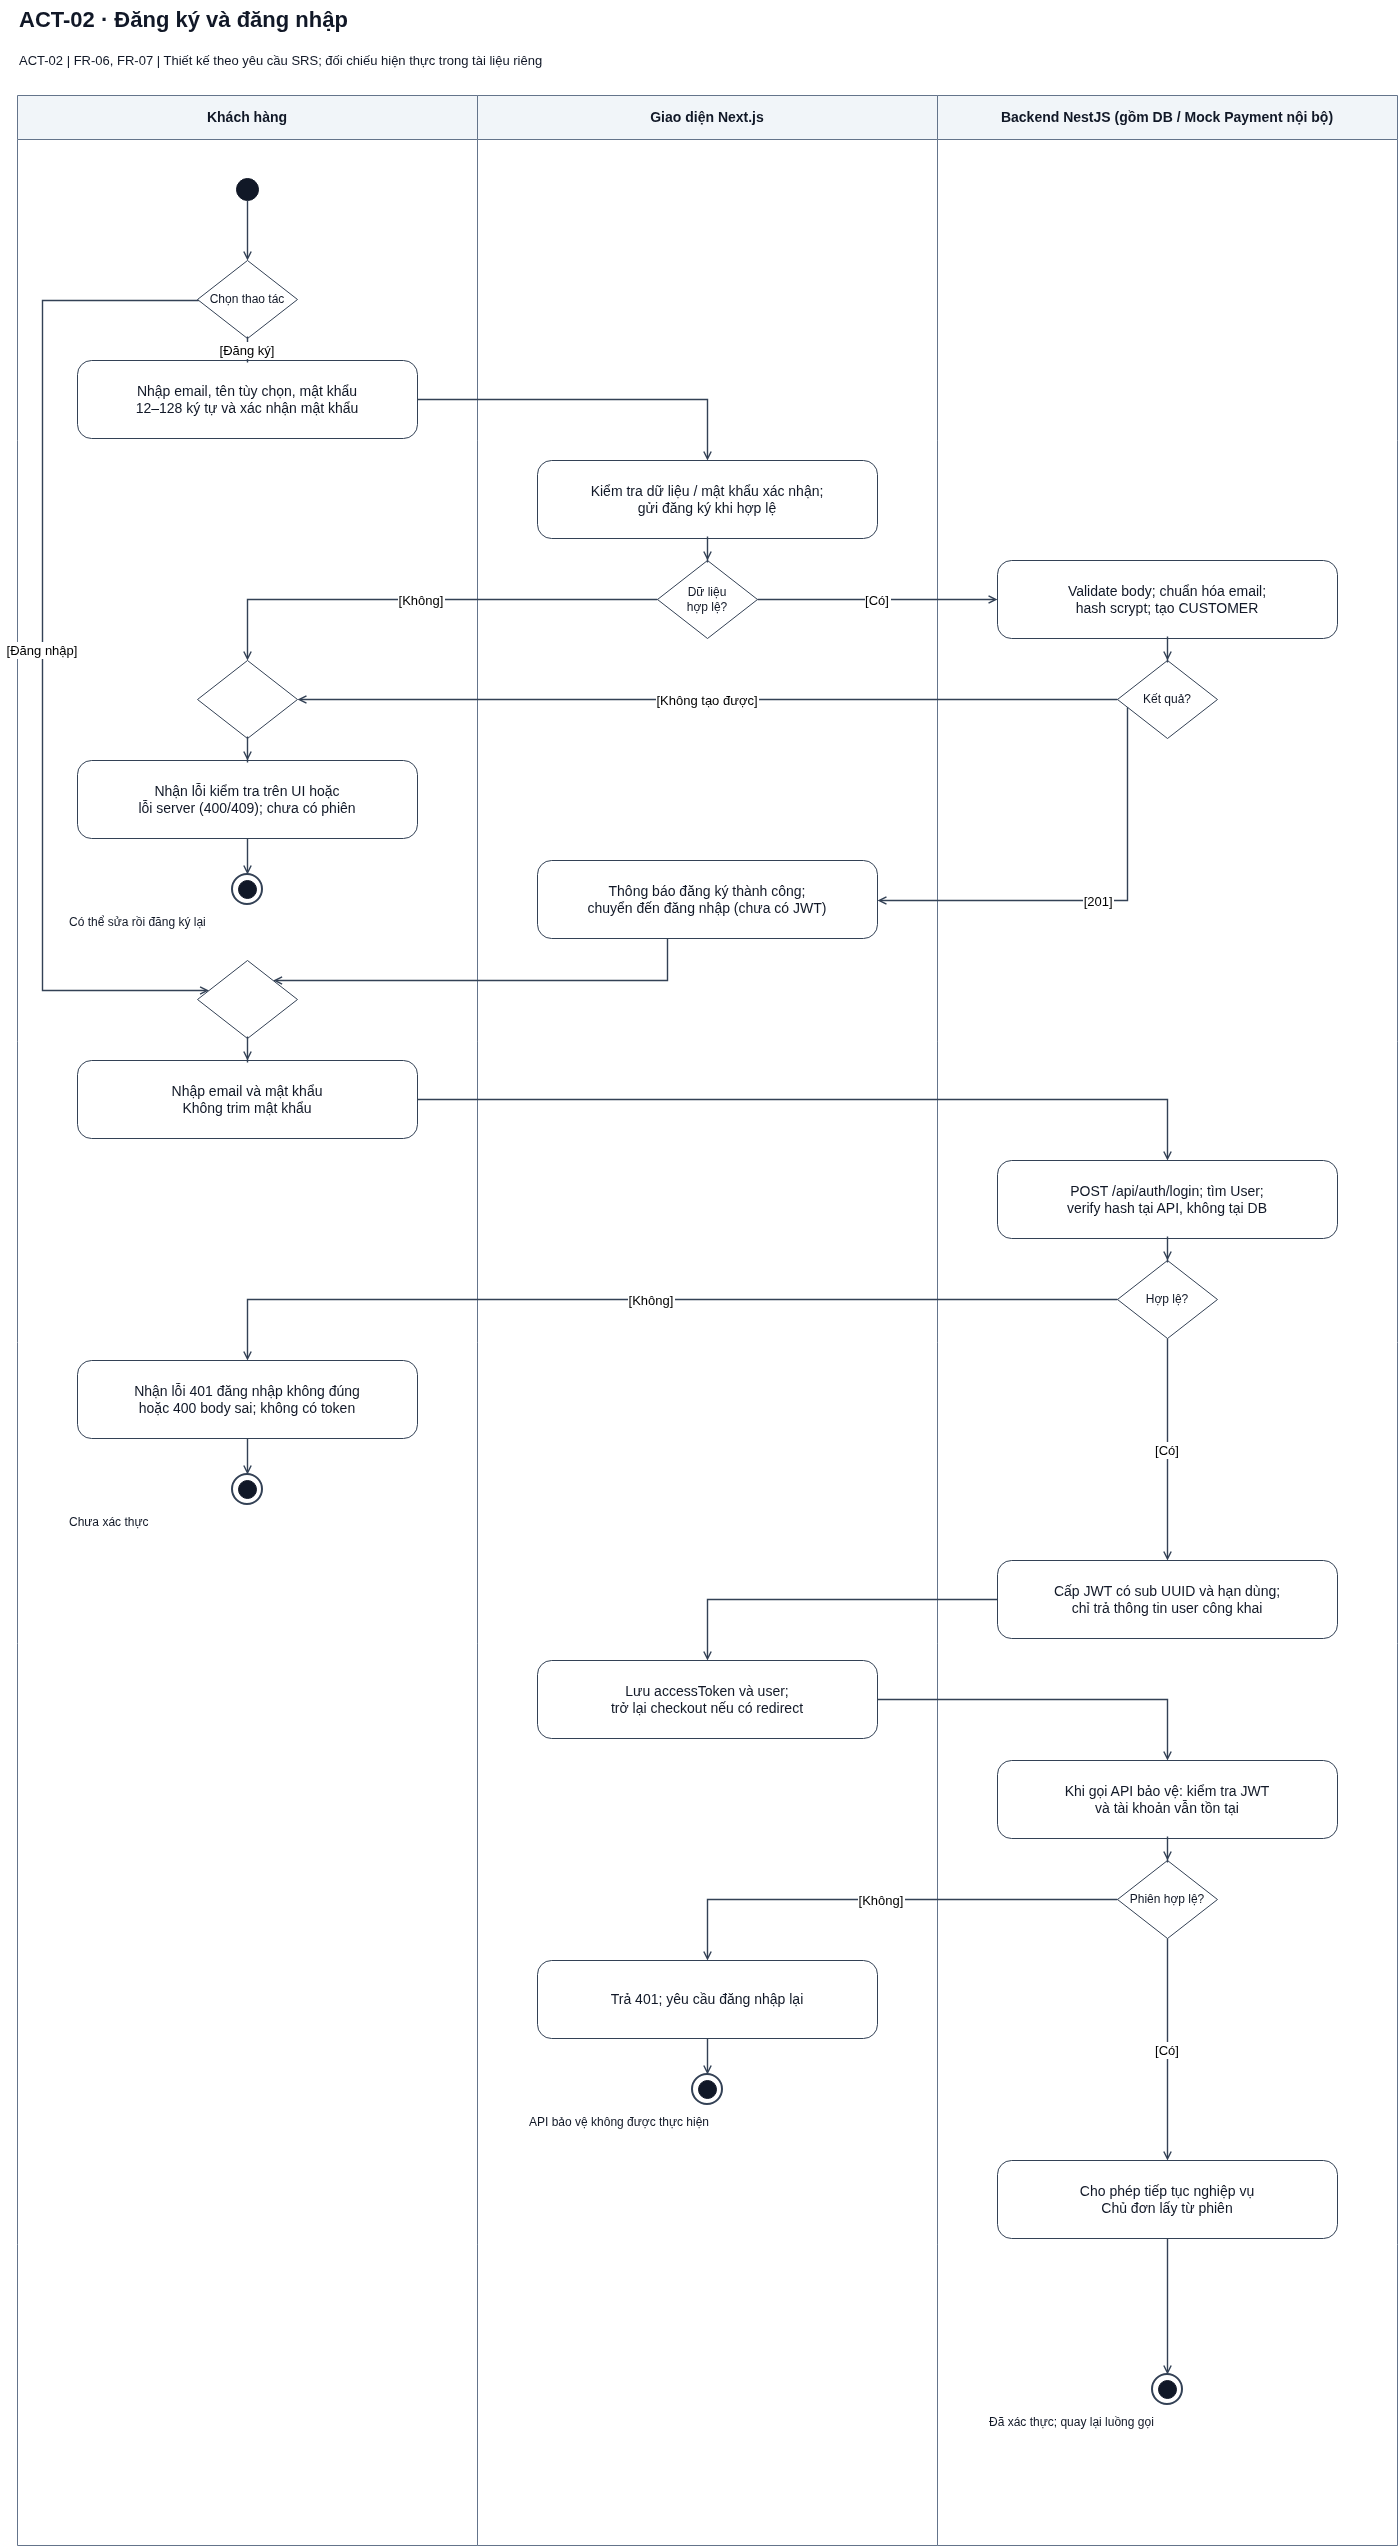 ACT-02 · Đăng ký và đăng nhập
ACT-02 | FR-06, FR-07 | Thiết kế theo yêu cầu SRS; đối chiếu hiện thực trong tài liệu riêng
Khách hàng
Giao diện Next.js
Backend NestJS (gồm DB / Mock Payment nội bộ)
Chọn thao tác
[Đăng ký]
Nhập email, tên tùy chọn, mật khẩu
12–128 ký tự và xác nhận mật khẩu
Kiểm tra dữ liệu / mật khẩu xác nhận;
gửi đăng ký khi hợp lệ
Dữ liệu
hợp lệ?
[Không]
[Có]
Validate body; chuẩn hóa email;
hash scrypt; tạo CUSTOMER
[Đăng nhập]
[Không tạo được]
Kết quả?
Nhận lỗi kiểm tra trên UI hoặc
lỗi server (400/409); chưa có phiên
Thông báo đăng ký thành công;
chuyển đến đăng nhập (chưa có JWT)
[201]
Có thể sửa rồi đăng ký lại
Nhập email và mật khẩu
Không trim mật khẩu
POST /api/auth/login; tìm User;
verify hash tại API, không tại DB
[Không]
Hợp lệ?
Nhận lỗi 401 đăng nhập không đúng
hoặc 400 body sai; không có token
[Có]
Chưa xác thực
Cấp JWT có sub UUID và hạn dùng;
chỉ trả thông tin user công khai
Lưu accessToken và user;
trở lại checkout nếu có redirect
Khi gọi API bảo vệ: kiểm tra JWT
và tài khoản vẫn tồn tại
[Không]
Phiên hợp lệ?
Trả 401; yêu cầu đăng nhập lại
[Có]
API bảo vệ không được thực hiện
Cho phép tiếp tục nghiệp vụ
Chủ đơn lấy từ phiên
Đã xác thực; quay lại luồng gọi